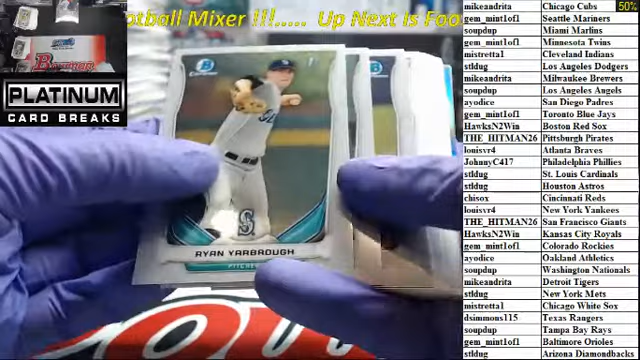 otball Mixer !!!..... Up Next Is Foo
Bowman
PLATINUM
CARD BREAKS
RYAN YARBROUGH
50%
mikeandrita Chicago Cubs
gem_mint1of1 Seattle Mariners
soupdup Miami Marlins
gem_mint1of1 Minnesota Twins
mistretta1 Cleveland Indians
stldug Los Angeles Dodgers
mikeandrita Milwaukee Brewers
soupdup Los Angeles Angels
ayodice San Diego Padres
gem_mint1of1 Toronto Blue Jays
HawksN2Win Boston Red Sox
THE_HITMAN26 Pittsburgh Pirates
louisvr4 Atlanta Braves
JohnnyC417 Philadelphia Phillies
stldug St. Louis Cardinals
stldug Houston Astros
chisox Cincinnati Reds
louisvr4 New York Yankees
THE_HITMAN26 San Francisco Giants
HawksN2Win Kansas City Royals
gem_mint1of1 Colorado Rockies
ayodice Oakland Athletics
soupdup Washington Nationals
mikeandrita Detroit Tigers
stldug New York Mets
mistretta1 Chicago White Sox
dsimmons115 Texas Rangers
soupdup Tampa Bay Rays
gem_mint1of1 Baltimore Orioles
stldug Arizona Diamondbacks